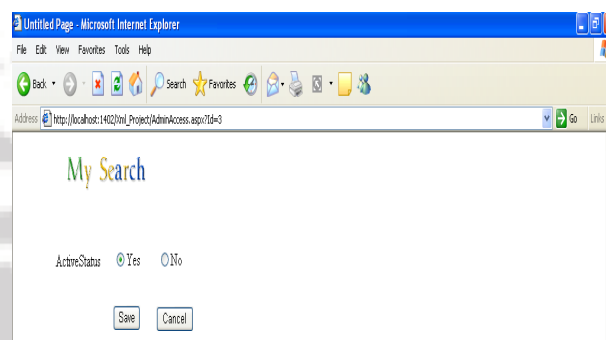 Untitled Page - Microsoft Internet Explorer
File Edit View Favorites Tools Help
Back Search Favorites
Address http://localhost:1402/Xml_Project/AdminAccess.aspx?Id=3 Go Links
My Search
ActiveStatus Yes No
Save Cancel